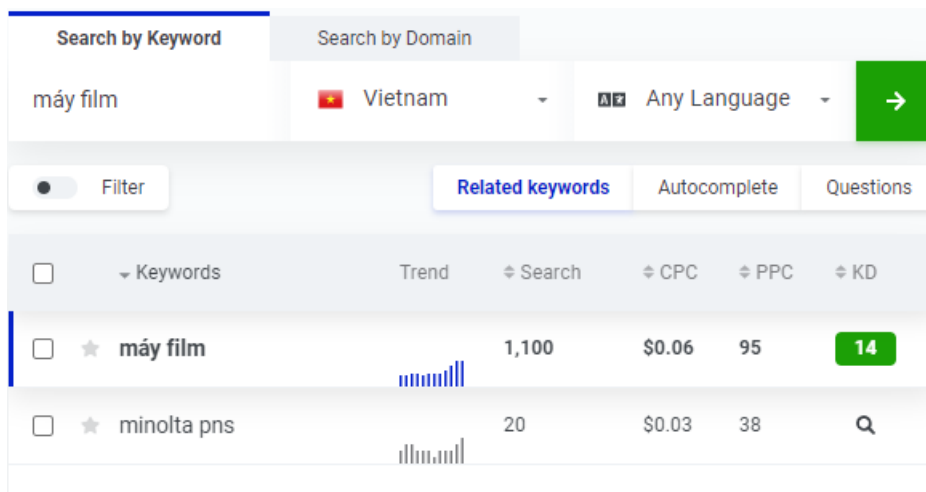 Search by Keyword Search by Domain
máy film Vietnam Any Language
Filter Related keywords Autocomplete Questions
Keywords Trend Search CPC PPC KD
máy film 1,100 $0.06 95 14
minolta pns 20 $0.03 38